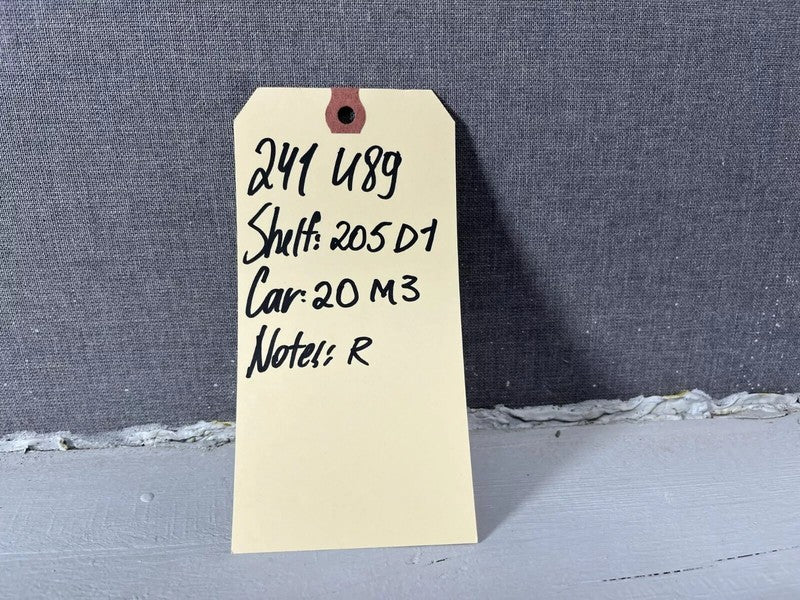 241 U89
Shelf: 205 D1
Car: 20 M3
Notes: R